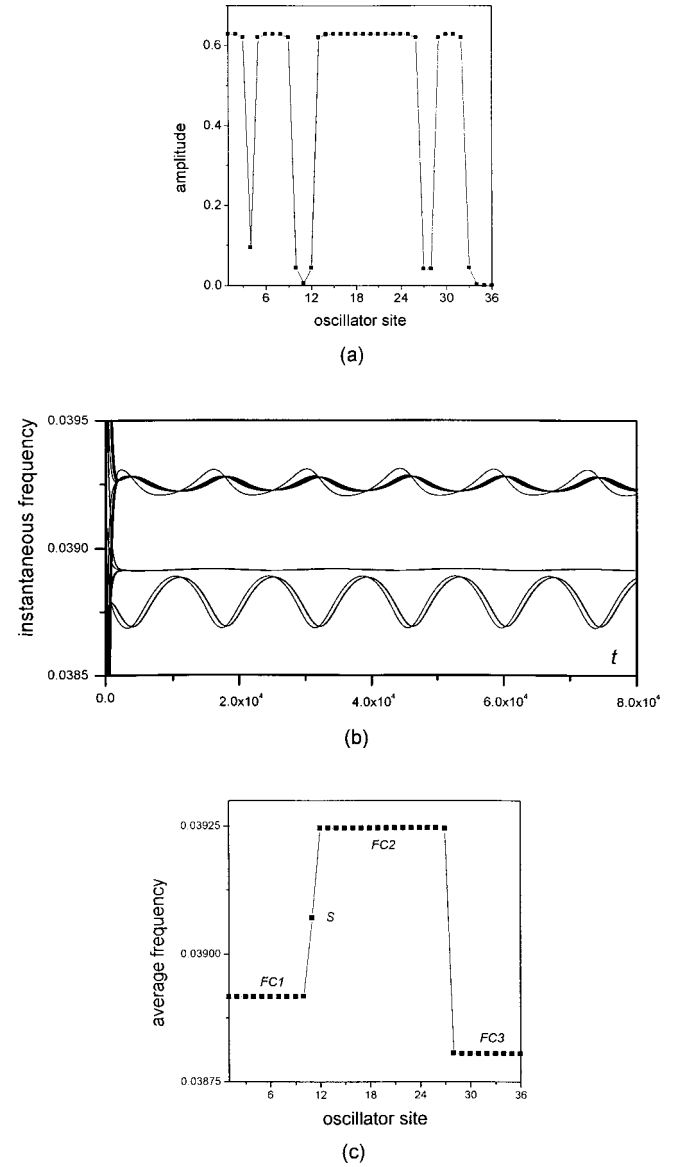 0.6
0.4
0.2
0.0
amplitude
6 12 18 24 30 36
oscillator site
(a)
0.0395
0.0390
0.0385
instantaneous frequency
t
0.0 2.0x10⁴ 4.0x10⁴ 6.0x10⁴ 8.0x10⁴
(b)
0.03925
0.03900
0.03875
average frequency
FC2
S
FC1
FC3
6 12 18 24 30 36
oscillator site
(c)